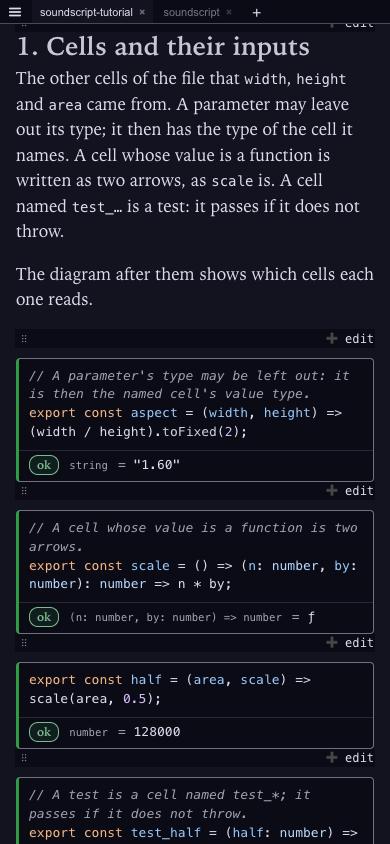 soundscript-tutorial × soundscript × +
1. Cells and their inputs
The other cells of the file that width, height
and area came from. A parameter may leave
out its type; it then has the type of the cell it
names. A cell whose value is a function is
written as two arrows, as scale is. A cell
named test_… is a test: it passes if it does not
throw.
The diagram after them shows which cells each
one reads.
edit
// A parameter's type may be left out: it
is then the named cell's value type.
export const aspect = (width, height) =>
(width / height).toFixed(2);
ok string = "1.60"
edit
// A cell whose value is a function is two
arrows.
export const scale = () => (n: number, by:
number): number => n * by;
ok (n: number, by: number) => number = ƒ
edit
export const half = (area, scale) =>
scale(area, 0.5);
ok number = 128000
edit
// A test is a cell named test_*; it
passes if it does not throw.
export const test_half = (half: number) =>